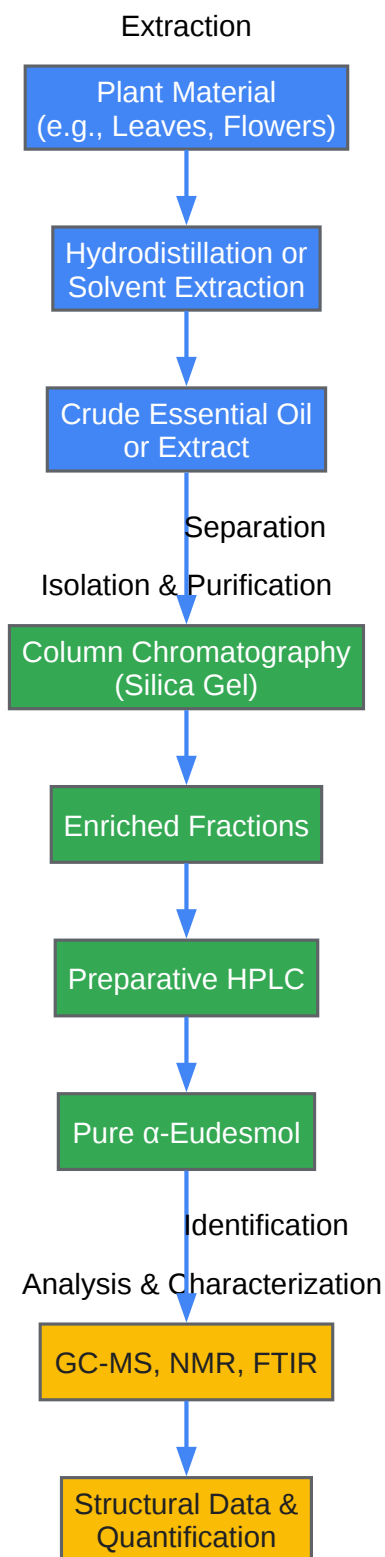 Extraction
Plant Material
(e.g., Leaves, Flowers)
Hydrodistillation or
Solvent Extraction
Crude Essential Oil
or Extract
Separation
Isolation & Purification
Column Chromatography
(Silica Gel)
Enriched Fractions
Preparative HPLC
Pure α-Eudesmol
Identification
Analysis & Characterization
GC-MS, NMR, FTIR
Structural Data &
Quantification